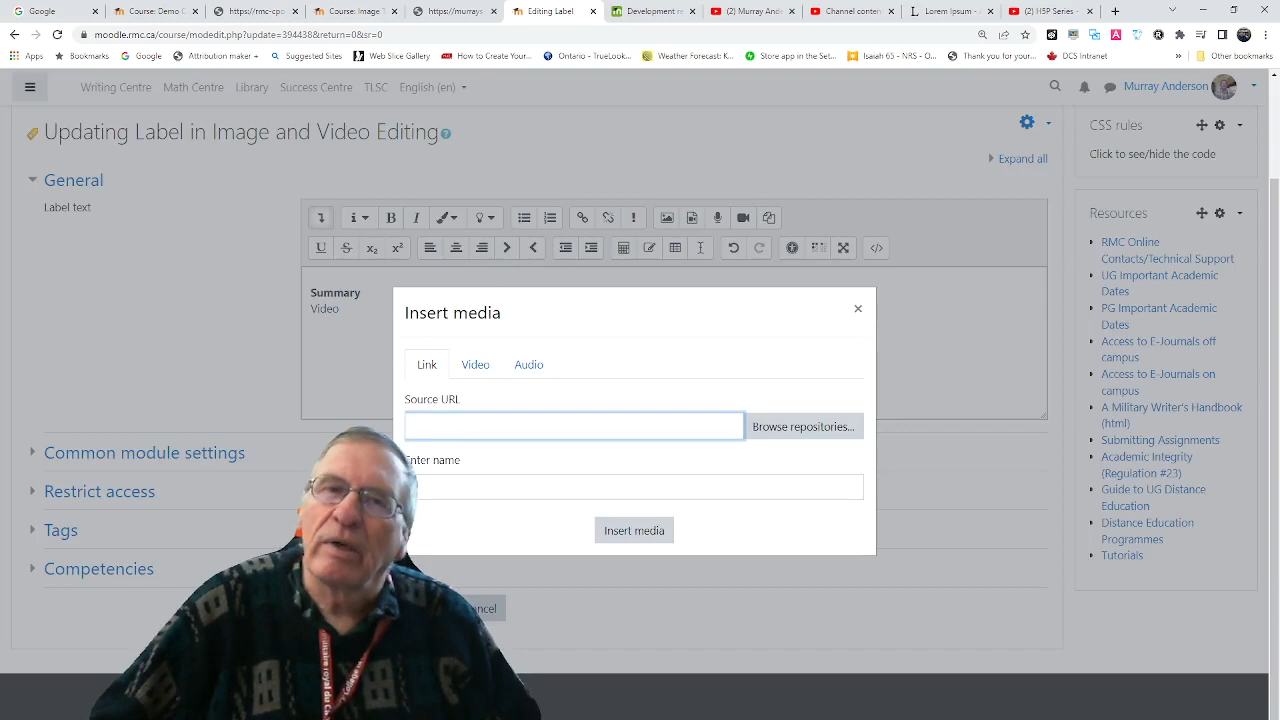 Google
Course: Demo C
https://rmc-cpo
Course: Image T
https://murrays
Editing Label
Development re
(2) Murray And
Channel conten
Lorem Ipsum -
(2) H5P Series -
moodle.rmc.ca/course/modedit.php?update=394438&return=0&sr=0
Apps
Bookmarks
Google
Attribution maker +
Suggested Sites
Web Slice Gallery
How to Create Your...
Ontario - TrueLook...
Weather Forecast: K...
Store app in the Set...
Isaiah 65 - NRS - O...
Thank you for your...
DCS Intranet
»
Other bookmarks
Writing Centre
Math Centre
Library
Success Centre
TLSC
English (en)
Murray Anderson
Updating Label in Image and Video Editing
Expand all
General
Label text
Summary
Video
Insert media
Link
Video
Audio
Source URL
Browse repositories...
Enter name
Insert media
Common module settings
Restrict access
Tags
Competencies
ncel
CSS rules
Click to see/hide the code
Resources
RMC Online
Contacts/Technical Support
UG Important Academic
Dates
PG Important Academic
Dates
Access to E-Journals off
campus
Access to E-Journals on
campus
A Military Writer's Handbook
(html)
Submitting Assignments
Academic Integrity
(Regulation #23)
Guide to UG Distance
Education
Distance Education
Programmes
Tutorials